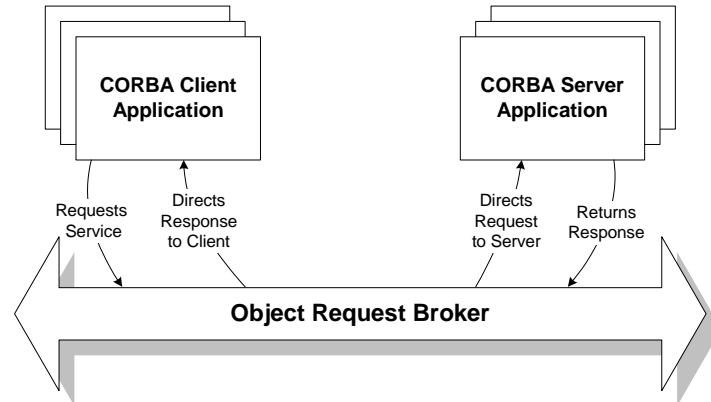 CORBA Client
Application
CORBA Server
Application
Requests
Service
Directs
Response
to Client
Directs
Request
to Server
Returns
Response
Object Request Broker